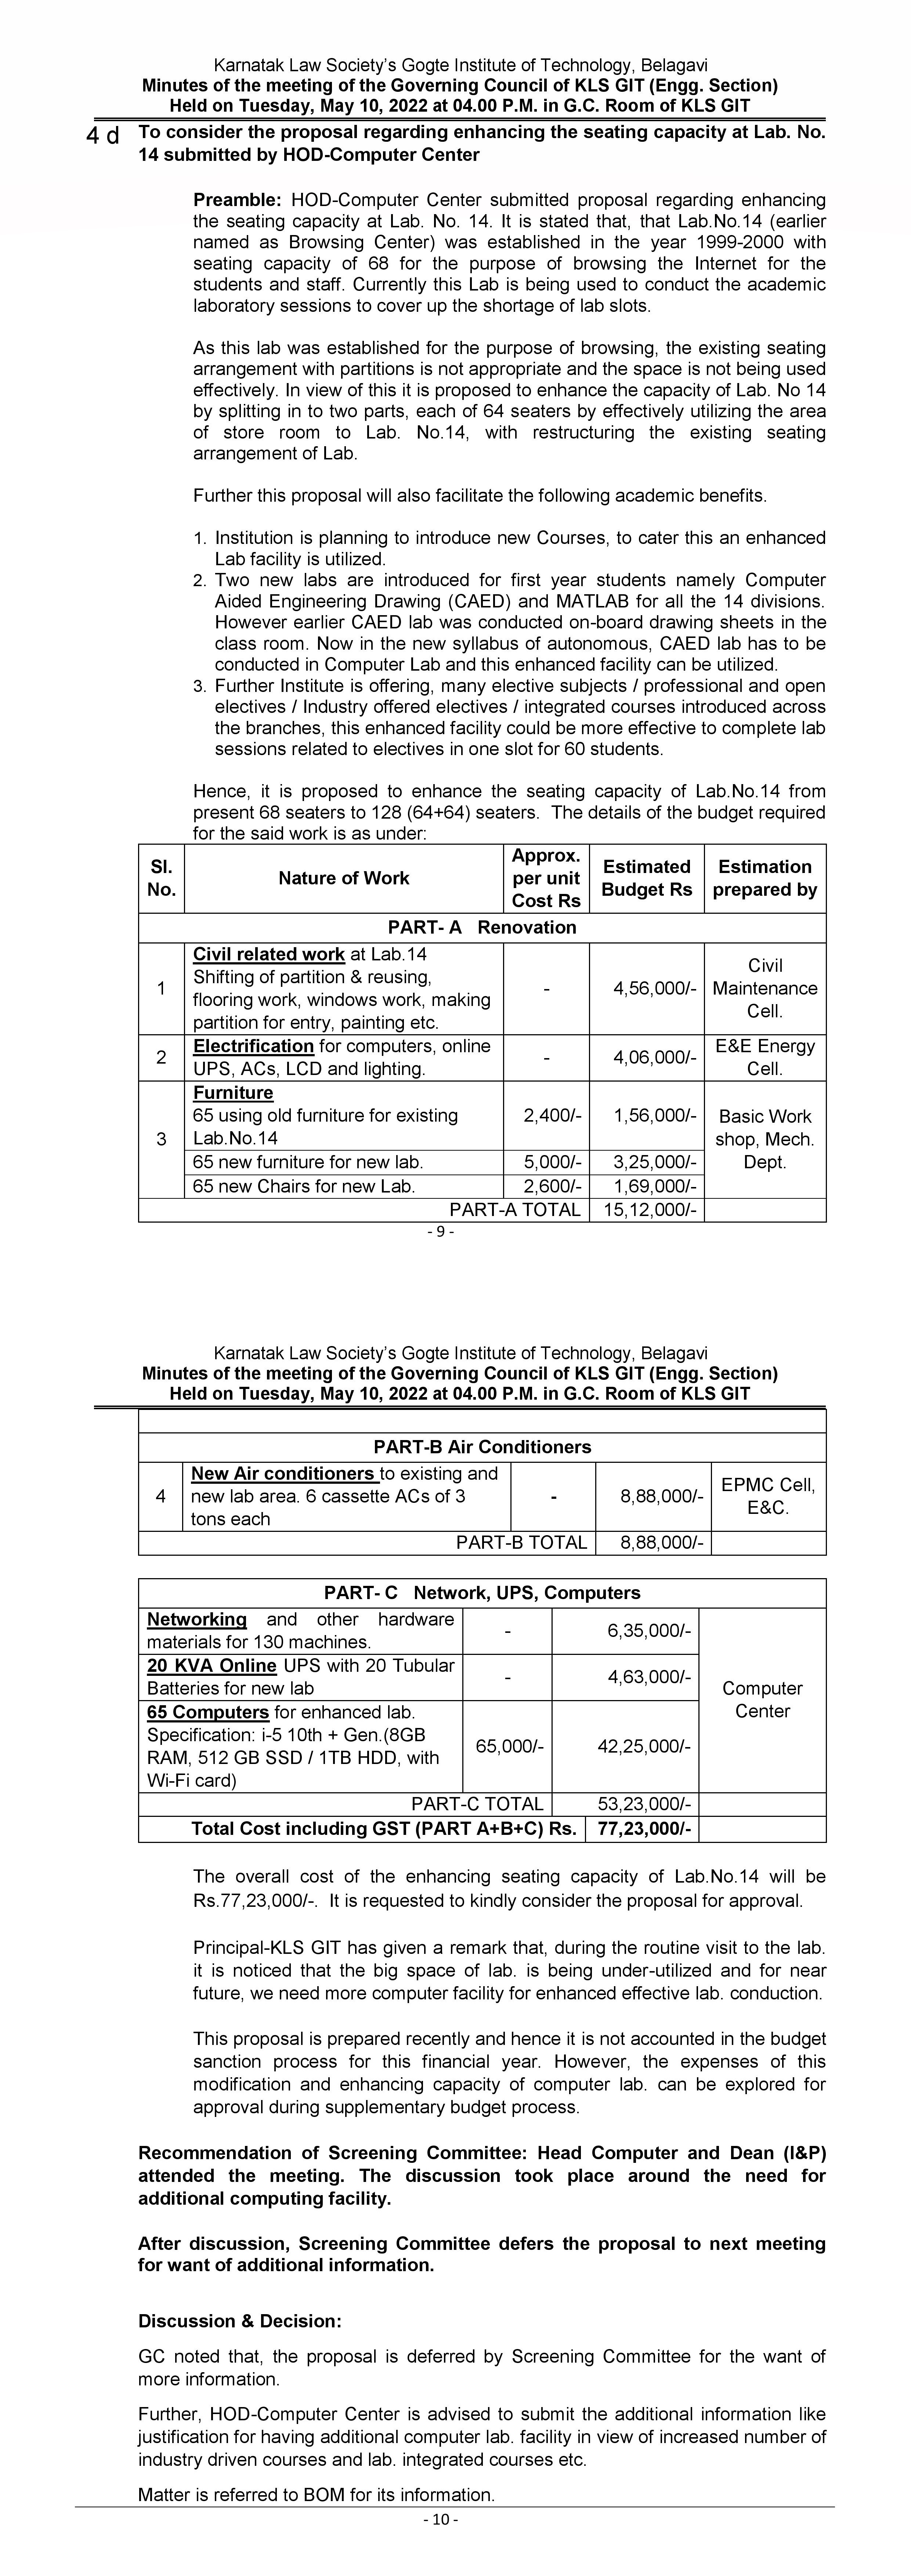 Karnatak Law Society's Gogte Institute of Technology, Belagavi
Minutes of the meeting of the Governing Council of KLS GIT (Engg. Section)
Held on Tuesday, May 10, 2022 at 04.00 P.M. in G.C. Room of KLS GIT
4 d To consider the proposal regarding enhancing the seating capacity at Lab. No.
14 submitted by HOD-Computer Center
Preamble: HOD-Computer Center submitted proposal regarding enhancing
the seating capacity at Lab. No. 14. It is stated that, that Lab.No.14 (earlier
named as Browsing Center) was established in the year 1999-2000 with
seating capacity of 68 for the purpose of browsing the Internet for the
students and staff. Currently this Lab is being used to conduct the academic
laboratory sessions to cover up the shortage of lab slots.
As this lab was established for the purpose of browsing, the existing seating
arrangement with partitions is not appropriate and the space is not being used
effectively. In view of this it is proposed to enhance the capacity of Lab. No 14
by splitting in to two parts, each of 64 seaters by effectively utilizing the area
of store room to Lab. No.14, with restructuring the existing seating
arrangement of Lab.
Further this proposal will also facilitate the following academic benefits.
1. Institution is planning to introduce new Courses, to cater this an enhanced
Lab facility is utilized.
2. Two new labs are introduced for first year students namely Computer
Aided Engineering Drawing (CAED) and MATLAB for all the 14 divisions.
However earlier CAED lab was conducted on-board drawing sheets in the
class room. Now in the new syllabus of autonomous, CAED lab has to be
conducted in Computer Lab and this enhanced facility can be utilized.
3. Further Institute is offering, many elective subjects / professional and open
electives / Industry offered electives / integrated courses introduced across
the branches, this enhanced facility could be more effective to complete lab
sessions related to electives in one slot for 60 students.
Hence, it is proposed to enhance the seating capacity of Lab.No.14 from
present 68 seaters to 128 (64+64) seaters. The details of the budget required
for the said work is as under:
Sl. No. Nature of Work Approx. per unit Cost Rs Estimated Budget Rs Estimation prepared by
PART- A Renovation
1 Civil related work at Lab.14
Shifting of partition & reusing,
flooring work, windows work, making
partition for entry, painting etc. - 4,56,000/- Civil Maintenance Cell.
2 Electrification for computers, online
UPS, ACs, LCD and lighting. - 4,06,000/- E&E Energy Cell.
3 Furniture
65 using old furniture for existing
Lab.No.14 2,400/- 1,56,000/- Basic Work shop, Mech. Dept.
65 new furniture for new lab. 5,000/- 3,25,000/-
65 new Chairs for new Lab. 2,600/- 1,69,000/-
PART-A TOTAL 15,12,000/-
- 9 -
Karnatak Law Society's Gogte Institute of Technology, Belagavi
Minutes of the meeting of the Governing Council of KLS GIT (Engg. Section)
Held on Tuesday, May 10, 2022 at 04.00 P.M. in G.C. Room of KLS GIT
PART-B Air Conditioners
4 New Air conditioners to existing and
new lab area. 6 cassette ACs of 3
tons each - 8,88,000/- EPMC Cell, E&C.
PART-B TOTAL 8,88,000/-
PART- C Network, UPS, Computers
Networking and other hardware
materials for 130 machines. - 6,35,000/-
20 KVA Online UPS with 20 Tubular
Batteries for new lab - 4,63,000/- Computer Center
65 Computers for enhanced lab.
Specification: i-5 10th + Gen.(8GB
RAM, 512 GB SSD / 1TB HDD, with
Wi-Fi card) 65,000/- 42,25,000/-
PART-C TOTAL 53,23,000/-
Total Cost including GST (PART A+B+C) Rs. 77,23,000/-
The overall cost of the enhancing seating capacity of Lab.No.14 will be
Rs.77,23,000/-. It is requested to kindly consider the proposal for approval.
Principal-KLS GIT has given a remark that, during the routine visit to the lab.
it is noticed that the big space of lab. is being under-utilized and for near
future, we need more computer facility for enhanced effective lab. conduction.
This proposal is prepared recently and hence it is not accounted in the budget
sanction process for this financial year. However, the expenses of this
modification and enhancing capacity of computer lab. can be explored for
approval during supplementary budget process.
Recommendation of Screening Committee: Head Computer and Dean (I&P)
attended the meeting. The discussion took place around the need for
additional computing facility.
After discussion, Screening Committee defers the proposal to next meeting
for want of additional information.
Discussion & Decision:
GC noted that, the proposal is deferred by Screening Committee for the want of
more information.
Further, HOD-Computer Center is advised to submit the additional information like
justification for having additional computer lab. facility in view of increased number of
industry driven courses and lab. integrated courses etc.
Matter is referred to BOM for its information.
- 10 -